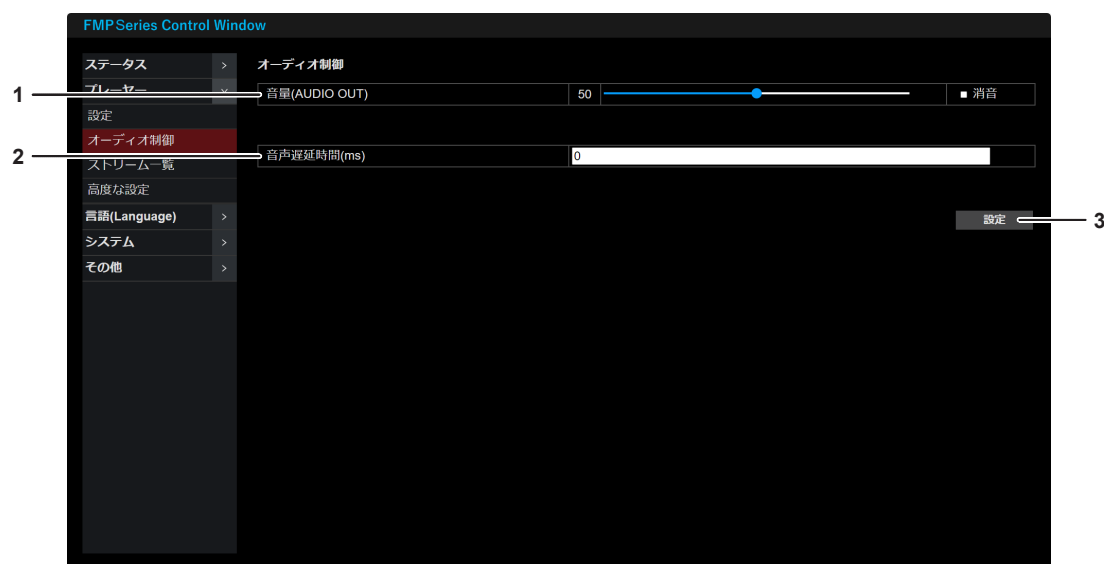 FMPSeries Control Window
ステータス >
オーディオ制御
1
プレーヤー
音量(AUDIO OUT) 50 消音
設定
オーディオ制御
2
音声遅延時間(ms) 0
ストリーム一覧
高度な設定
言語(Language) >
設定 3
システム >
その他 >